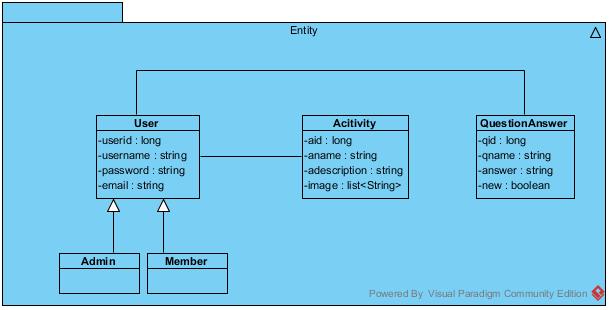 Entity
User
-userid : long
-username : string
-password : string
-email : string
Acitivity
-aid : long
-aname : string
-adescription : string
-image : list<String>
QuestionAnswer
-qid : long
-qname : string
-answer : string
-new : boolean
Admin
Member
Powered By Visual Paradigm Community Edition